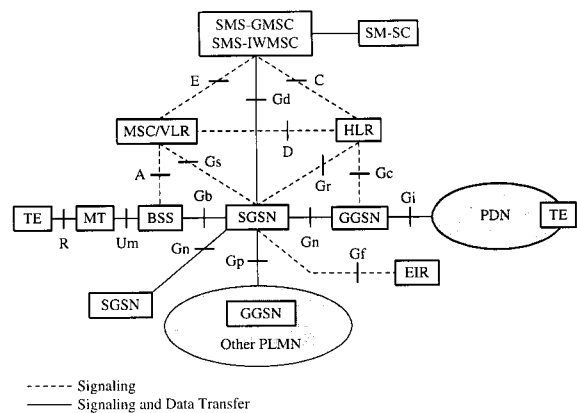 SMS-GMSC
SMS-IWMSC
SM-SC
E
C
Gd
MSC/VLR
HLR
D
Gs
Gr
Gc
A
Gb
Gi
TE
MT
BSS
SGSN
GGSN
PDN
TE
R
Um
Gn
Gn
Gp
Gf
EIR
SGSN
GGSN
Other PLMN
Signaling
Signaling and Data Transfer